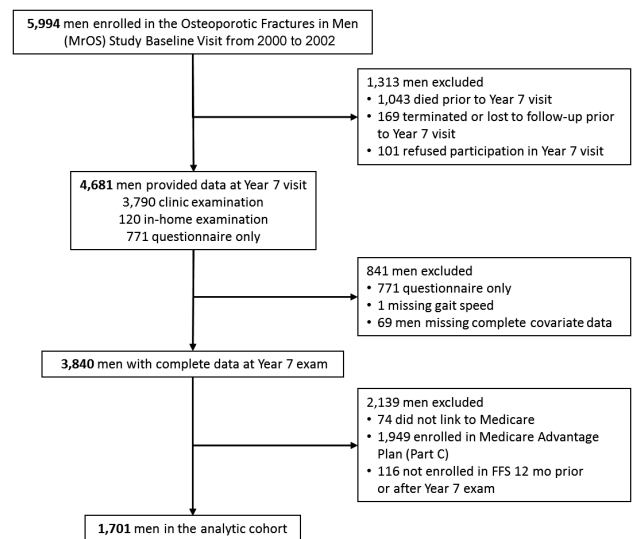 5,994 men enrolled in the Osteoporotic Fractures in Men
(MrOS) Study Baseline Visit from 2000 to 2002
1,313 men excluded
• 1,043 died prior to Year 7 visit
• 169 terminated or lost to follow-up prior
to Year 7 visit
• 101 refused participation in Year 7 visit
4,681 men provided data at Year 7 visit
3,790 clinic examination
120 in-home examination
771 questionnaire only
841 men excluded
• 771 questionnaire only
• 1 missing gait speed
• 69 men missing complete covariate data
3,840 men with complete data at Year 7 exam
2,139 men excluded
• 74 did not link to Medicare
• 1,949 enrolled in Medicare Advantage
Plan (Part C)
• 116 not enrolled in FFS 12 mo prior
or after Year 7 exam
1,701 men in the analytic cohort